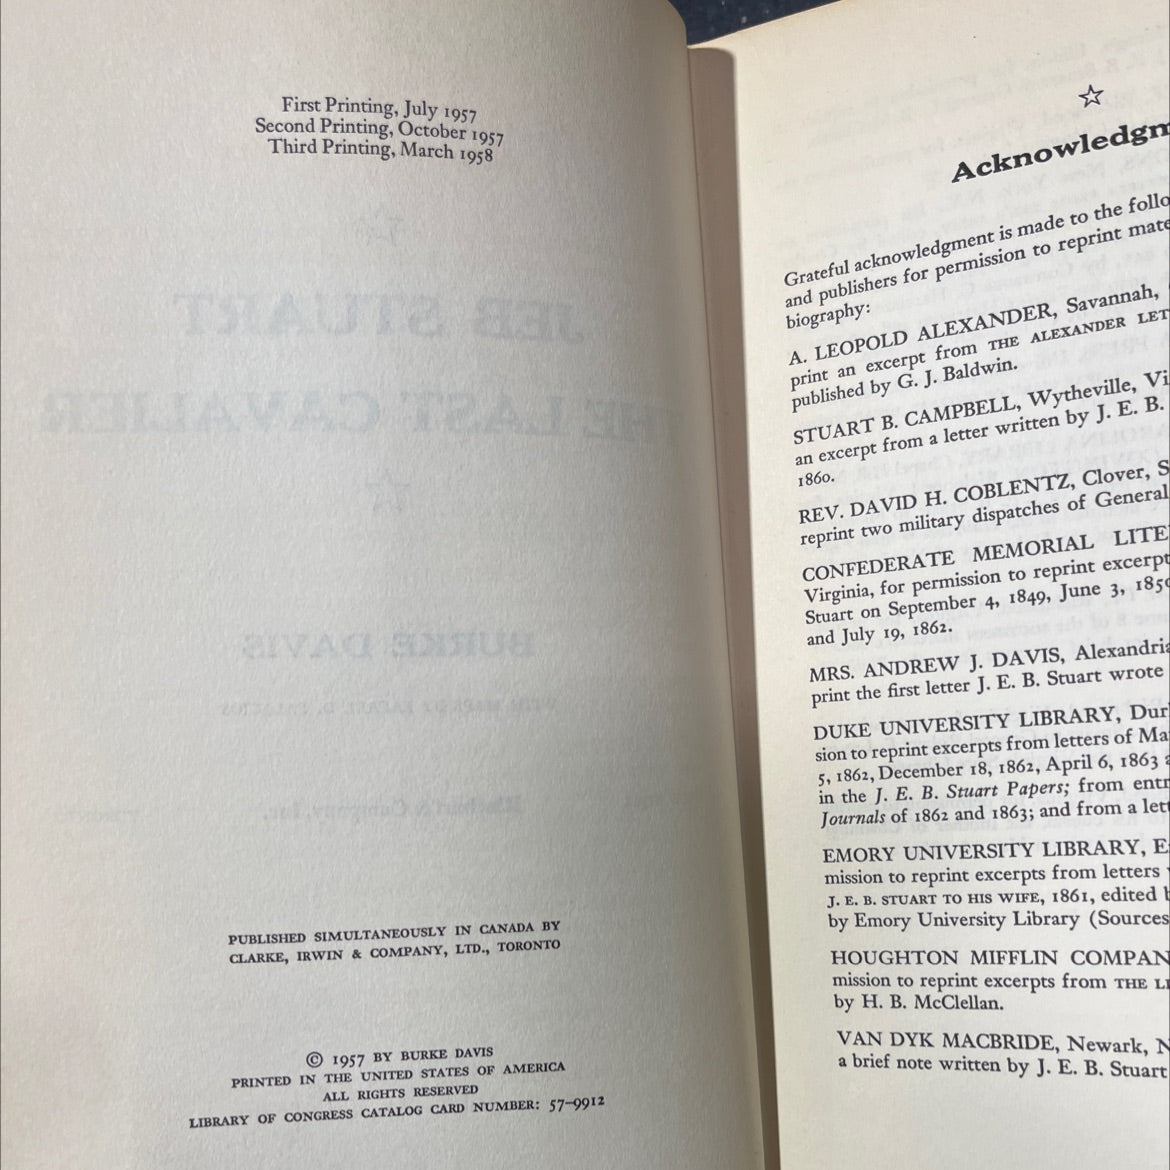 First Printing, July 1957
Second Printing, October 1957
Third Printing, March 1958
JEB STUART
THE LAST CAVALIER
BURKE DAVIS
PUBLISHED SIMULTANEOUSLY IN CANADA BY
CLARKE, IRWIN & COMPANY, LTD., TORONTO
© 1957 BY BURKE DAVIS
PRINTED IN THE UNITED STATES OF AMERICA
ALL RIGHTS RESERVED
LIBRARY OF CONGRESS CATALOG CARD NUMBER: 57–9912
Acknowledgm
Grateful acknowledgment is made to the follo
and publishers for permission to reprint mate
biography:
A. LEOPOLD ALEXANDER, Savannah,
print an excerpt from THE ALEXANDER LET
published by G. J. Baldwin.
STUART B. CAMPBELL, Wytheville, Vi
an excerpt from a letter written by J. E. B.
1860.
REV. DAVID H. COBLENTZ, Clover, S
reprint two military dispatches of General
CONFEDERATE MEMORIAL LITE
Virginia, for permission to reprint excerpt
Stuart on September 4, 1849, June 3, 1850
and July 19, 1862.
MRS. ANDREW J. DAVIS, Alexandria
print the first letter J. E. B. Stuart wrote
DUKE UNIVERSITY LIBRARY, Dur
sion to reprint excerpts from letters of Ma
5, 1862, December 18, 1862, April 6, 1863
in the J. E. B. Stuart Papers; from entr
Journals of 1862 and 1863; and from a lett
EMORY UNIVERSITY LIBRARY, E
mission to reprint excerpts from letters
J. E. B. STUART TO HIS WIFE, 1861, edited b
by Emory University Library (Sources
HOUGHTON MIFFLIN COMPAN
mission to reprint excerpts from THE LI
by H. B. McClellan.
VAN DYK MACBRIDE, Newark, N
a brief note written by J. E. B. Stuart